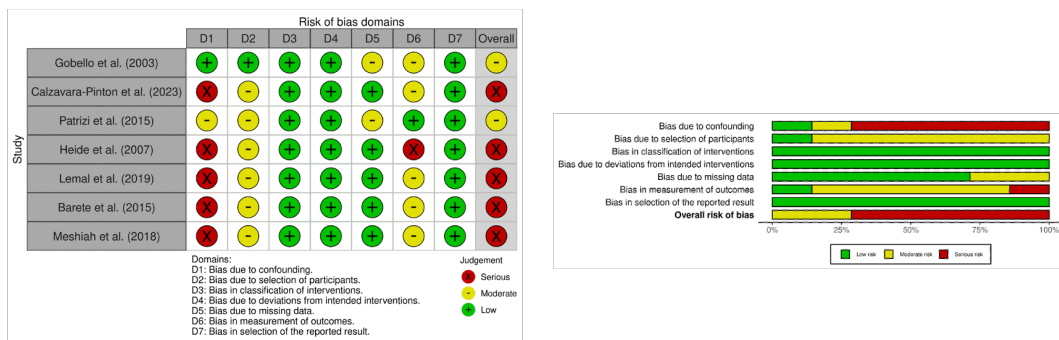 Risk of bias domains
D1 D2 D3 D4 D5 D6 D7 Overall
Study
Gobello et al. (2003) + + + + - - + -
Calzavara-Pinton et al. (2023) X - + + + - + X
Patrizi et al. (2015) - - + + - + + -
Heide et al. (2007) X - + + + X + X
Lemal et al. (2019) X - + + + - + X
Barete et al. (2015) X - + + + - + X
Meshiah et al. (2018) X - + + + - + X
Domains:
D1: Bias due to confounding.
D2: Bias due to selection of participants.
D3: Bias in classification of interventions.
D4: Bias due to deviations from intended interventions.
D5: Bias due to missing data.
D6: Bias in measurement of outcomes.
D7: Bias in selection of the reported result.
Judgement
X Serious
- Moderate
+ Low
Bias due to confounding
Bias due to selection of participants
Bias in classification of interventions
Bias due to deviations from intended interventions
Bias due to missing data
Bias in measurement of outcomes
Bias in selection of the reported result
Overall risk of bias
0% 25% 50% 75% 100%
Low risk Moderate risk Serious risk